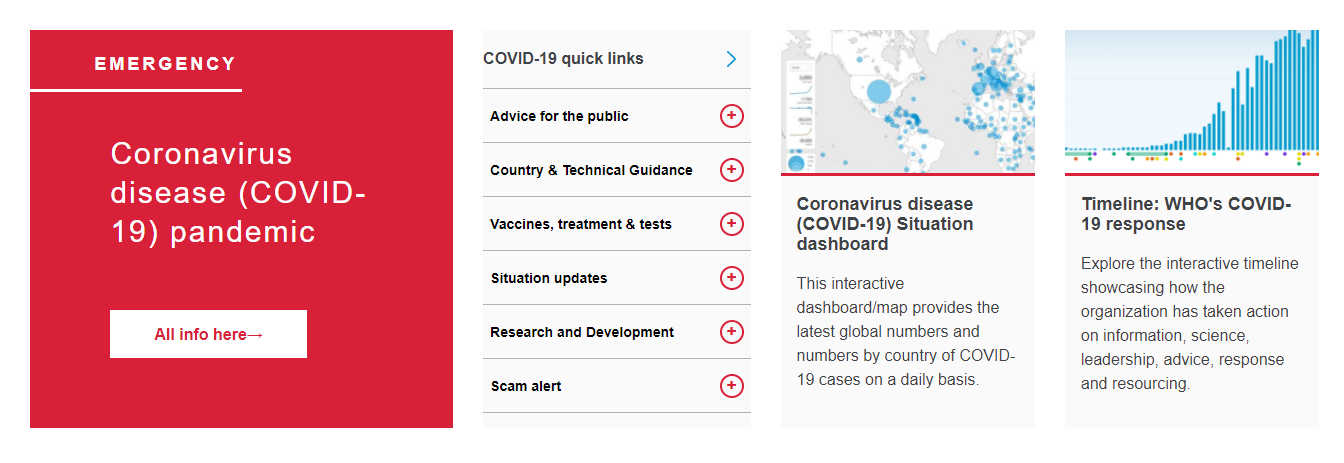 EMERGENCY
Coronavirus
disease (COVID-
19) pandemic
All info here→
COVID-19 quick links
Advice for the public
Country & Technical Guidance
Vaccines, treatment & tests
Situation updates
Research and Development
Scam alert
Coronavirus disease
(COVID-19) Situation
dashboard
This interactive
dashboard/map provides the
latest global numbers and
numbers by country of COVID-
19 cases on a daily basis.
Timeline: WHO's COVID-
19 response
Explore the interactive timeline
showcasing how the
organization has taken action
on information, science,
leadership, advice, response
and resourcing.